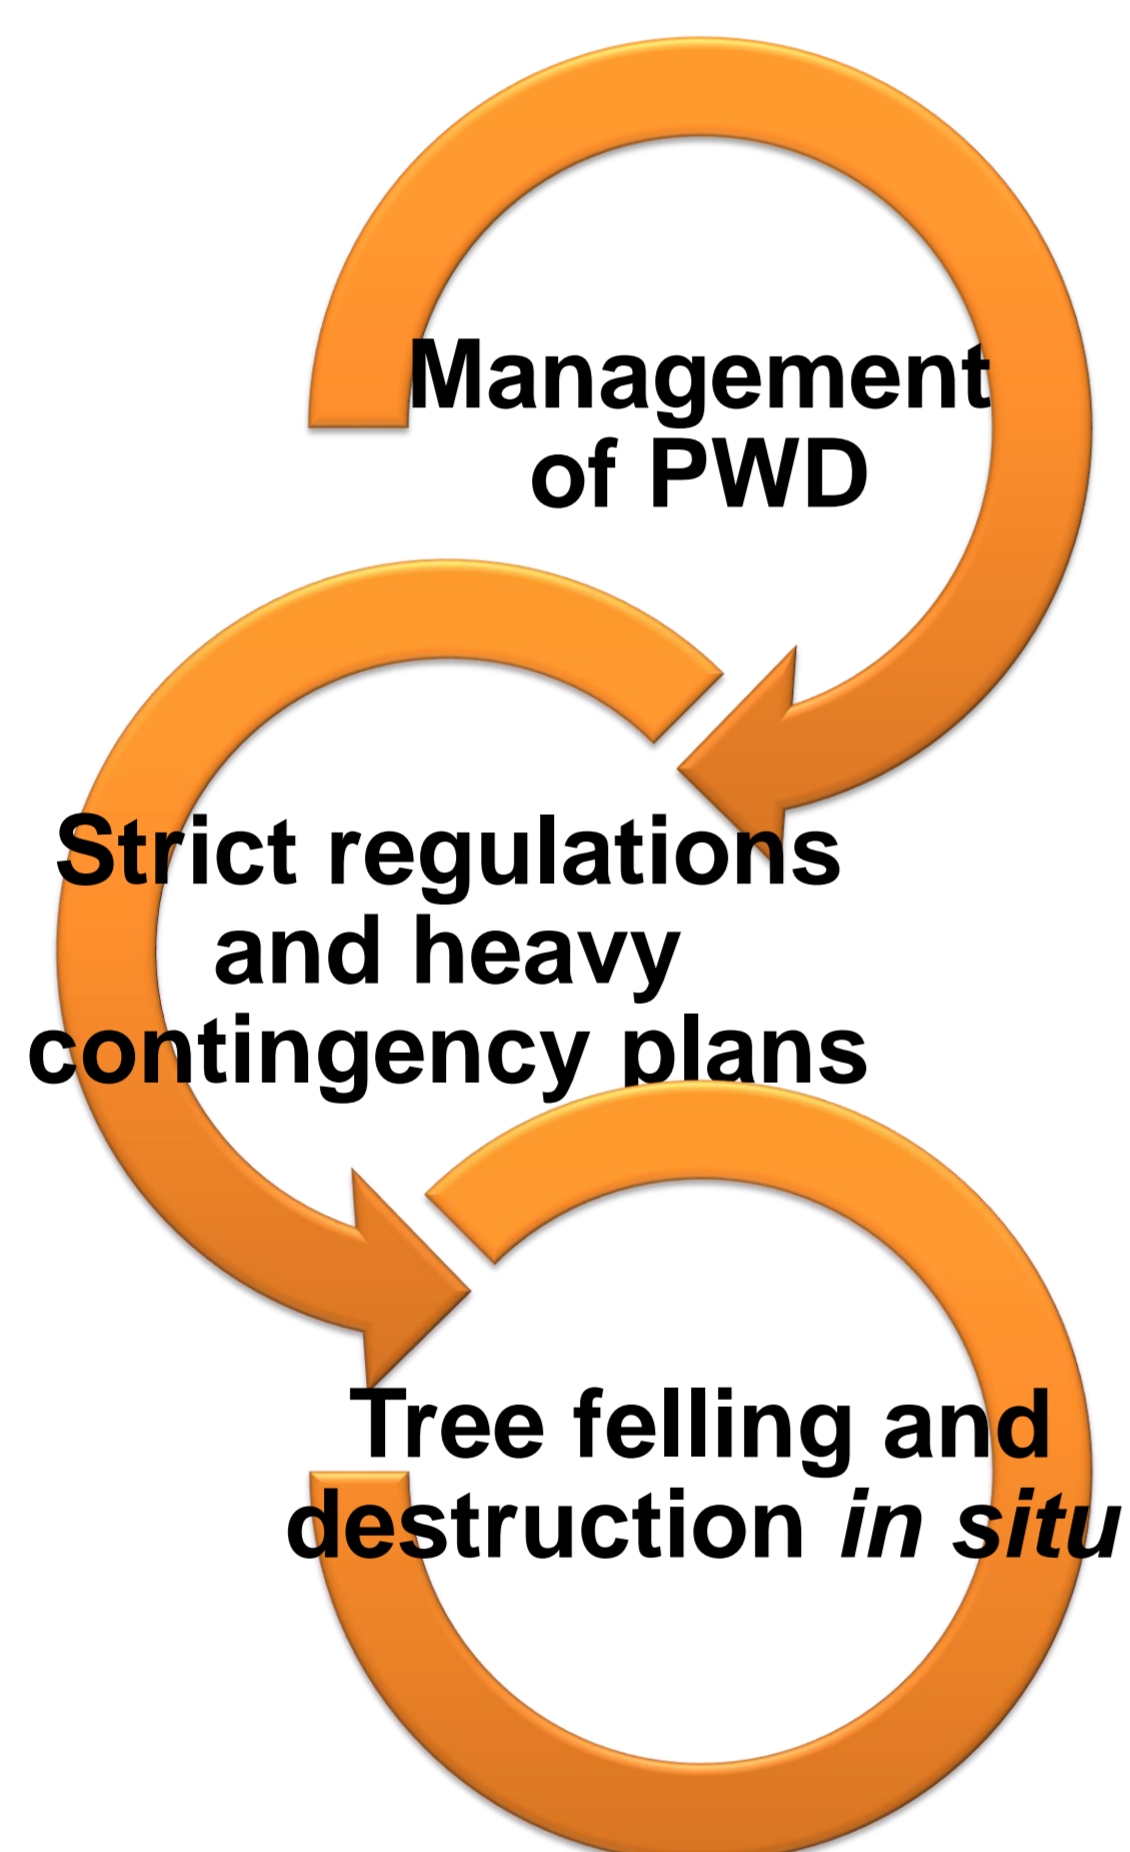 Management
of PWD
Strict regulations
and heavy
contingency plans
Tree felling and
destruction in situ